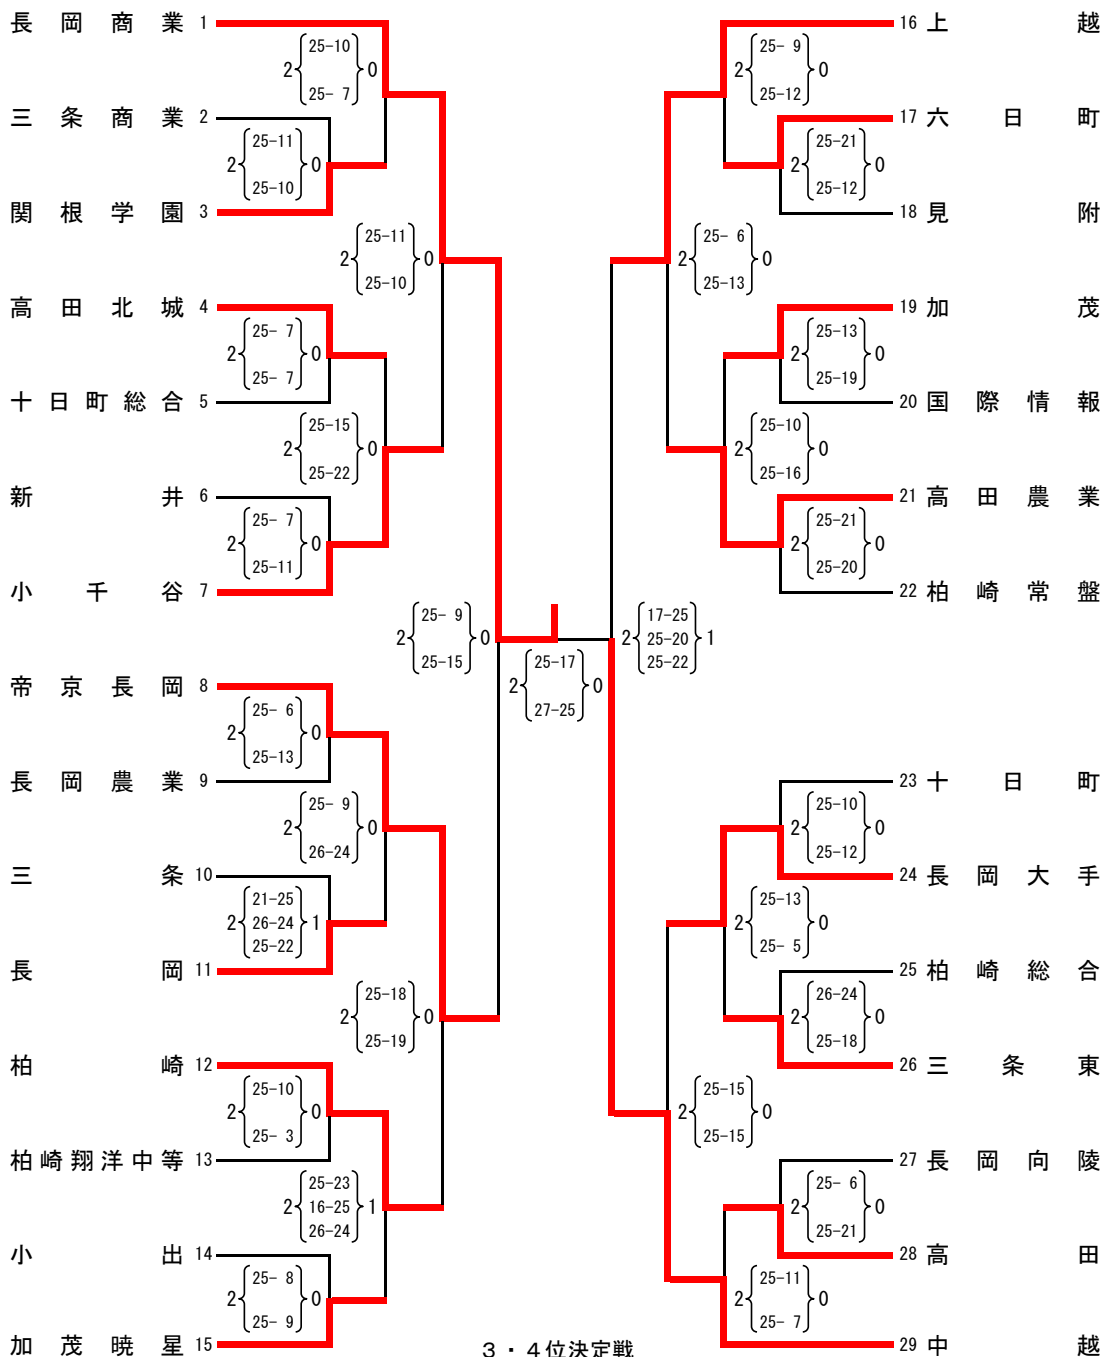 長岡商業 1
25-10
2 0
25- 7
三条商業 2
25-11
2 0
25-10
関根学園 3
25-11
2 0
25-10
高田北城 4
25- 7
2 0
25- 7
十日町総合 5
25-15
2 0
25-22
新井 6
25- 7
2 0
25-11
小千谷 7
25- 9
2 0
25-15
帝京長岡 8
25- 6
2 0
25-13
長岡農業 9
25- 9
2 0
26-24
三条 10
21-25
2 26-24 1
25-22
長岡 11
25-18
2 0
25-19
柏崎 12
25-10
2 0
25- 3
柏崎翔洋中等 13
25-23
2 16-25 1
26-24
小出 14
25- 8
2 0
25- 9
加茂暁星 15
25-17
2 0
27-25
16 上越
25- 9
2 0
25-12
17 六日町
25-21
2 0
25-12
18 見附
25- 6
2 0
25-13
19 加茂
25-13
2 0
25-19
20 国際情報
25-10
2 0
25-16
21 高田農業
25-21
2 0
25-20
22 柏崎常盤
17-25
2 25-20 1
25-22
23 十日町
25-10
2 0
25-12
24 長岡大手
25-13
2 0
25- 5
25 柏崎総合
26-24
2 0
25-18
26 三条東
25-15
2 0
25-15
27 長岡向陵
25- 6
2 0
25-21
28 高田
25-11
2 0
25- 7
29 中越
3・4位決定戦